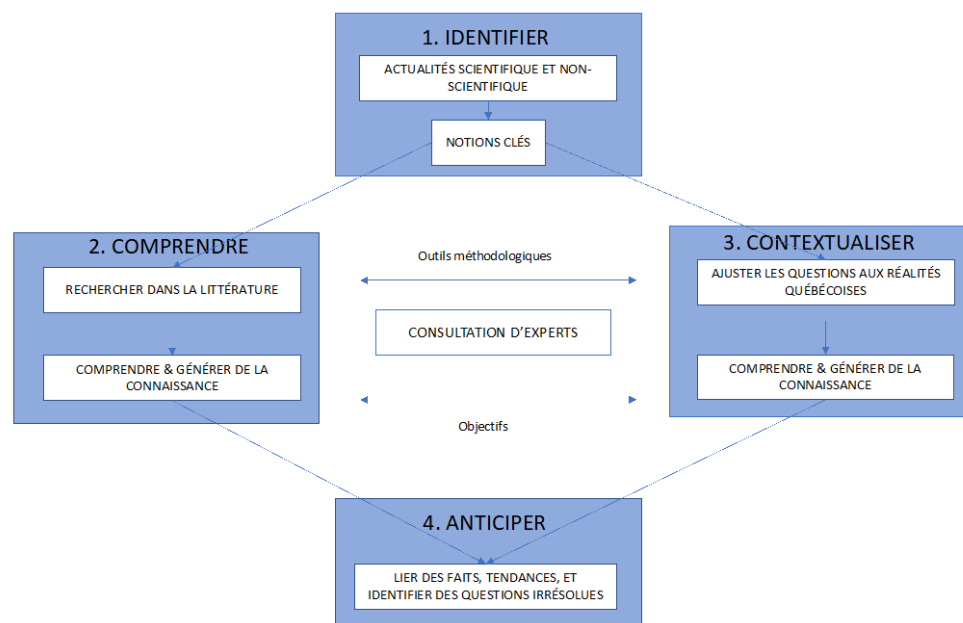 1. IDENTIFIER
ACTUALITÉS SCIENTIFIQUE ET NON-
SCIENTIFIQUE
NOTIONS CLÉS
2. COMPRENDRE
RECHERCHER DANS LA LITTÉRATURE
COMPRENDRE & GÉNÉRER DE LA
CONNAISSANCE
Outils méthodologiques
CONSULTATION D'EXPERTS
Objectifs
3. CONTEXTUALISER
AJUSTER LES QUESTIONS AUX RÉALITÉS
QUÉBÉCOISES
COMPRENDRE & GÉNÉRER DE LA
CONNAISSANCE
4. ANTICIPER
LIER DES FAITS, TENDANCES, ET
IDENTIFIER DES QUESTIONS IRRÉSOLUES